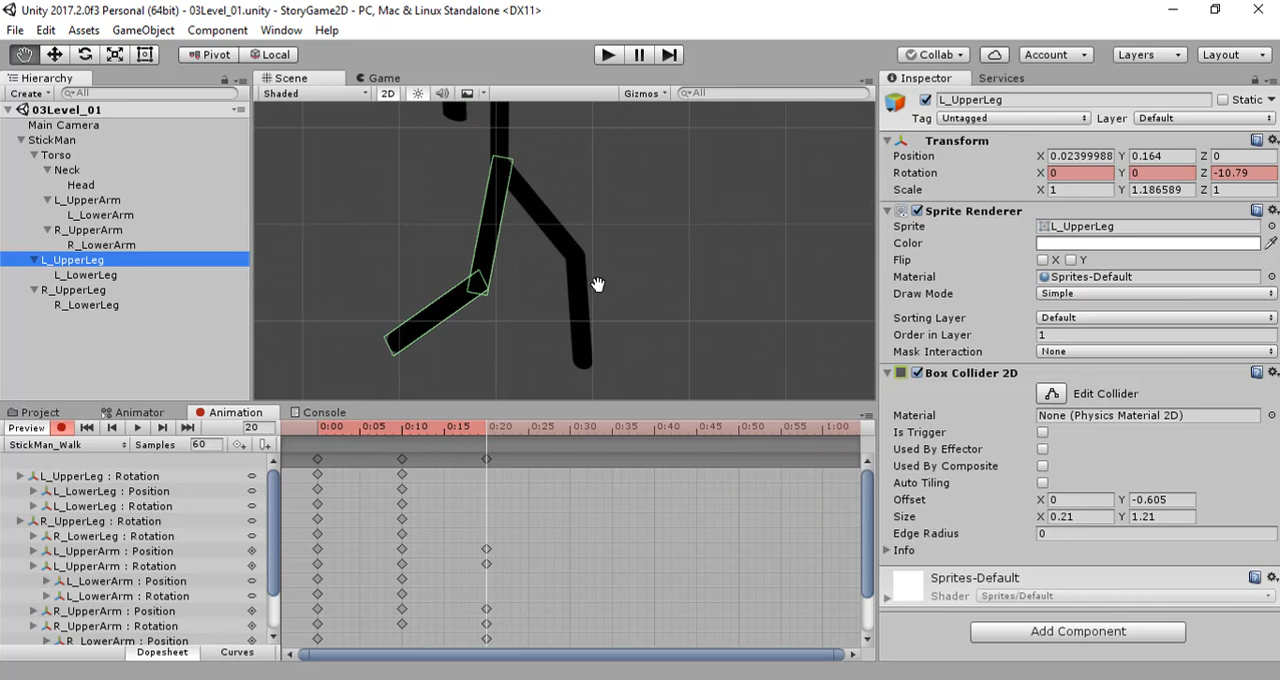 Unity 2017.2.0f3 Personal (64bit) - 03Level_01.unity - StoryGame2D - PC, Mac & Linux Standalone <DX11>
File Edit Assets GameObject Component Window Help
Pivot Local Collab Account Layers Layout
Hierarchy Scene Game Inspector Services
Create All Shaded 2D Gizmos All
L_UpperLeg Static
03Level_01
Tag Untagged Layer Default
Main Camera
StickMan
Torso
Neck
Head
L_UpperArm
L_LowerArm
R_UpperArm
R_LowerArm
L_UpperLeg
L_LowerLeg
R_UpperLeg
R_LowerLeg
Transform
Position X 0.02399988 Y 0.164 Z 0
Rotation X 0 Y 0 Z -10.79
Scale X 1 Y 1.186589 Z 1
Sprite Renderer
Sprite L_UpperLeg
Color
Flip X Y
Material Sprites-Default
Draw Mode Simple
Sorting Layer Default
Order in Layer 1
Mask Interaction None
Box Collider 2D
Edit Collider
Material None (Physics Material 2D)
Is Trigger
Used By Effector
Used By Composite
Auto Tiling
Offset X 0 Y -0.605
Size X 0.21 Y 1.21
Edge Radius 0
Info
Sprites-Default
Shader Sprites/Default
Add Component
Project Animator Animation Console
Preview 20 0:00 0:05 0:10 0:15 0:20 0:25 0:30 0:35 0:40 0:45 0:50 0:55 1:00
StickMan_Walk Samples 60
L_UpperLeg : Rotation
L_LowerLeg : Position
L_LowerLeg : Rotation
R_UpperLeg : Rotation
R_LowerLeg : Rotation
L_UpperArm : Position
L_UpperArm : Rotation
L_LowerArm : Position
L_LowerArm : Rotation
R_UpperArm : Position
R_UpperArm : Rotation
R_LowerArm : Position
Dopesheet Curves